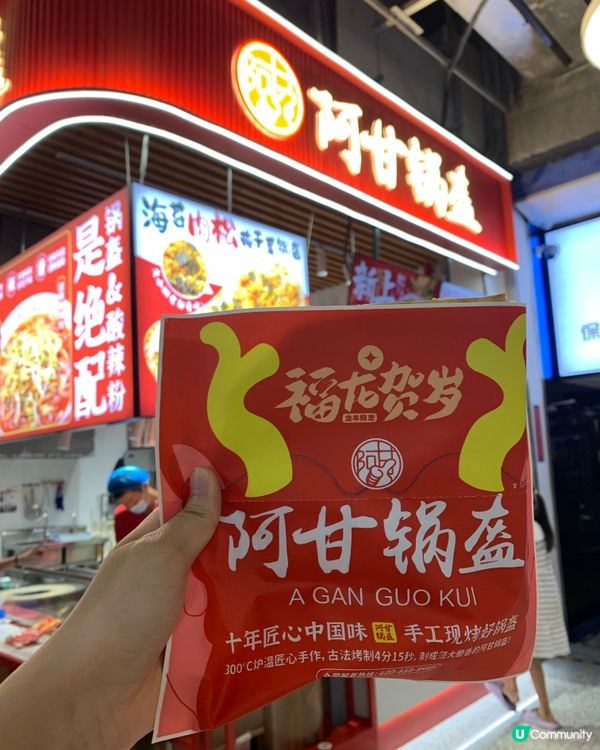 阿甘锅盔
锅盔&酸辣粉
是绝配
海苔肉松
新上
保
福龙贺岁
龙年限定
阿甘
阿甘锅盔
A GAN GUO KUI
十年匠心中国味 阿甘锅盔 手工现烤好锅盔
300℃炉温匠心手作,古法烤制4分15秒,
U Community